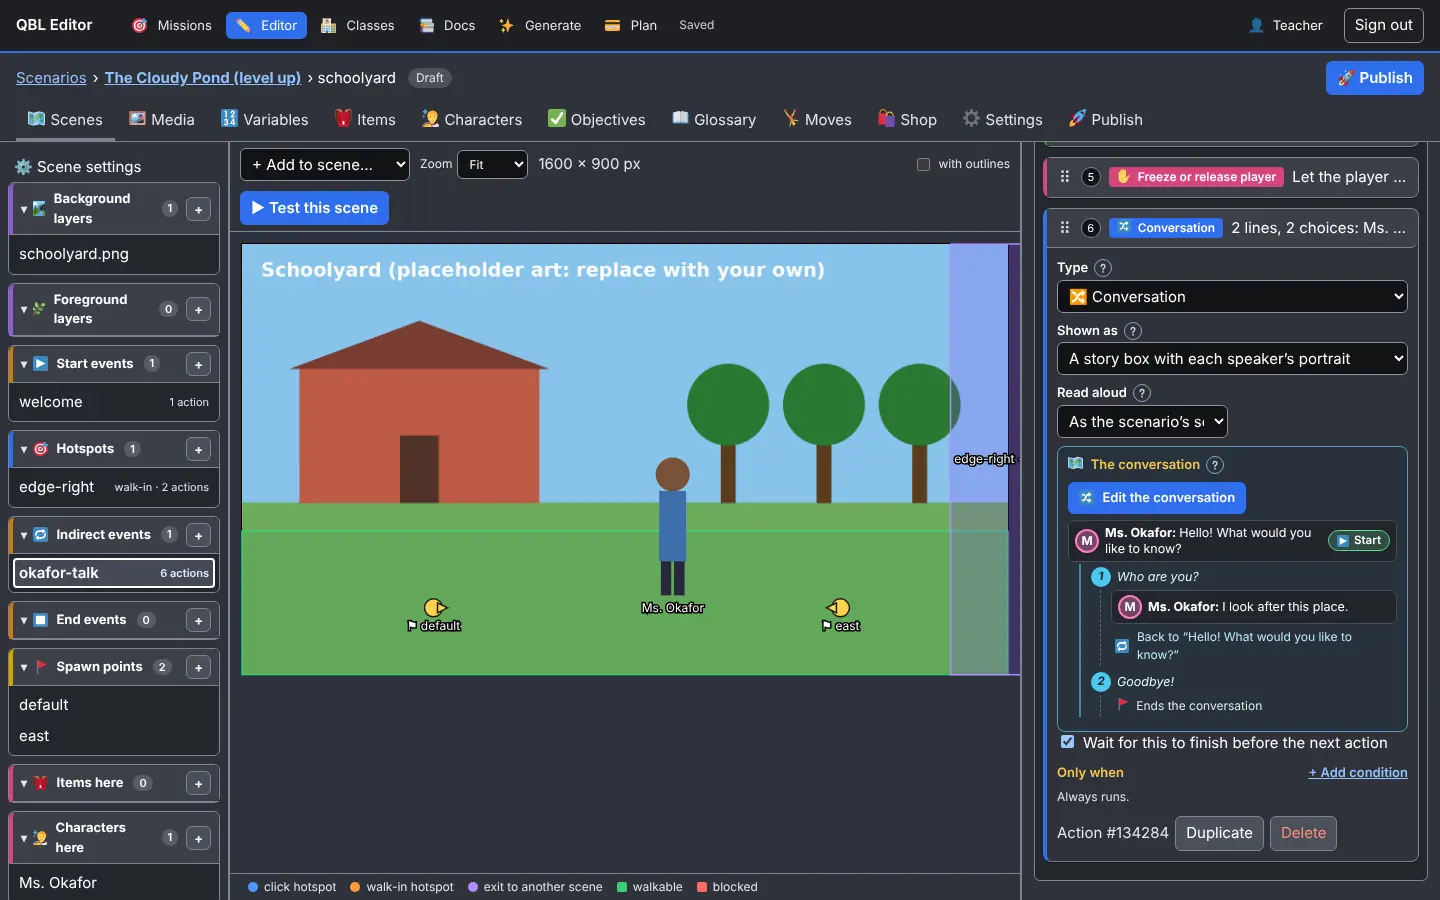 QBL Editor
Missions
Editor
Classes
Docs
Generate
Plan
Saved
Teacher
Sign out
Scenarios › The Cloudy Pond (level up) › schoolyard
Draft
Publish
Scenes
Media
Variables
Items
Characters
Objectives
Glossary
Moves
Shop
Settings
Publish
Scene settings
Background layers 1 +
schoolyard.png
Foreground layers 0 +
Start events 1 +
welcome 1 action
Hotspots 1 +
edge-right walk-in · 2 actions
Indirect events 1 +
okafor-talk 6 actions
End events 0 +
Spawn points 2 +
default
east
Items here 0 +
Characters here 1 +
Ms. Okafor
+ Add to scene...
Zoom
Fit
1600 × 900 px
with outlines
Test this scene
Schoolyard (placeholder art: replace with your own)
edge-right
Ms. Okafor
default
east
click hotspot
walk-in hotspot
exit to another scene
walkable
blocked
5 Freeze or release player Let the player ...
6 Conversation 2 lines, 2 choices: Ms. ...
Type ?
Conversation
Shown as ?
A story box with each speaker’s portrait
Read aloud ?
As the scenario’s se
The conversation ?
Edit the conversation
M Ms. Okafor: Hello! What would you
like to know?
Start
1 Who are you?
M Ms. Okafor: I look after this place.
Back to “Hello! What would you like to
know?”
2 Goodbye!
Ends the conversation
Wait for this to finish before the next action
Only when
+ Add condition
Always runs.
Action #134284
Duplicate
Delete